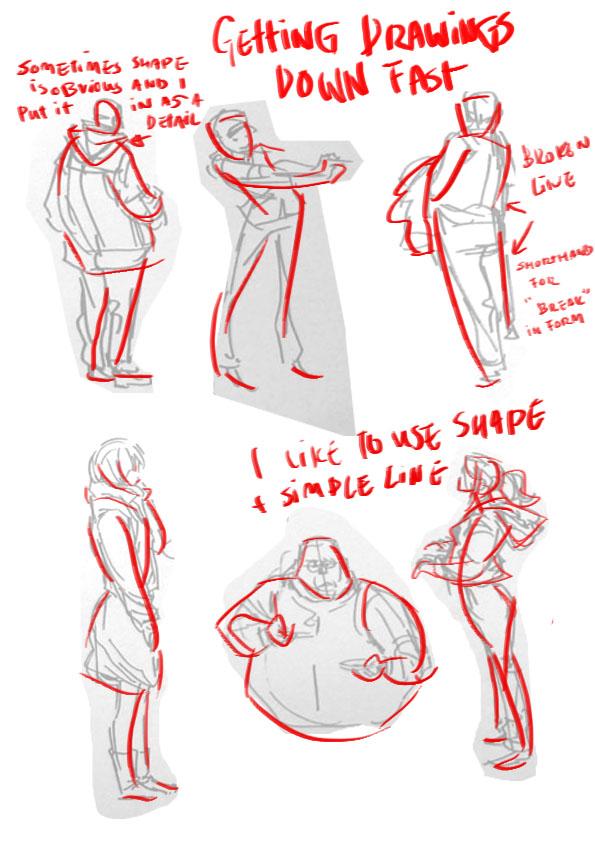 GETTING DRAWINGS
DOWN FAST
SOMETIMES SHAPE
IS OBVIOUS AND I
PUT IT IN AS A
DETAIL
BROKEN
LINE
SHORTHAND
FOR
"BREAK"
IN FORM
I LIKE TO USE SHAPE
+ SIMPLE LINE